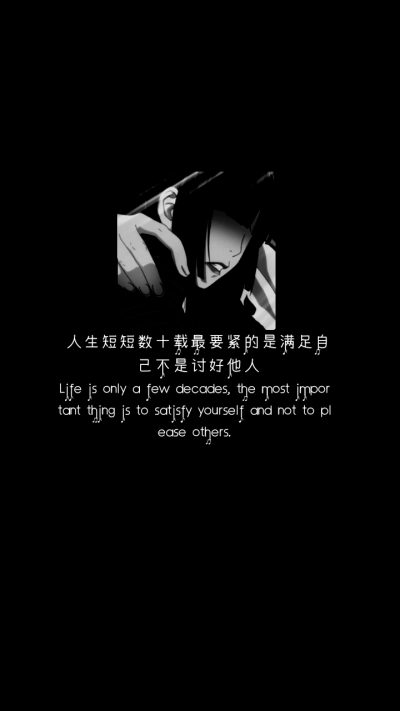 人生短短数十载最要紧的是满足自
己不是讨好他人
Life is only a few decades, the most impor
tant thing is to satisfy yourself and not to pl
ease others.